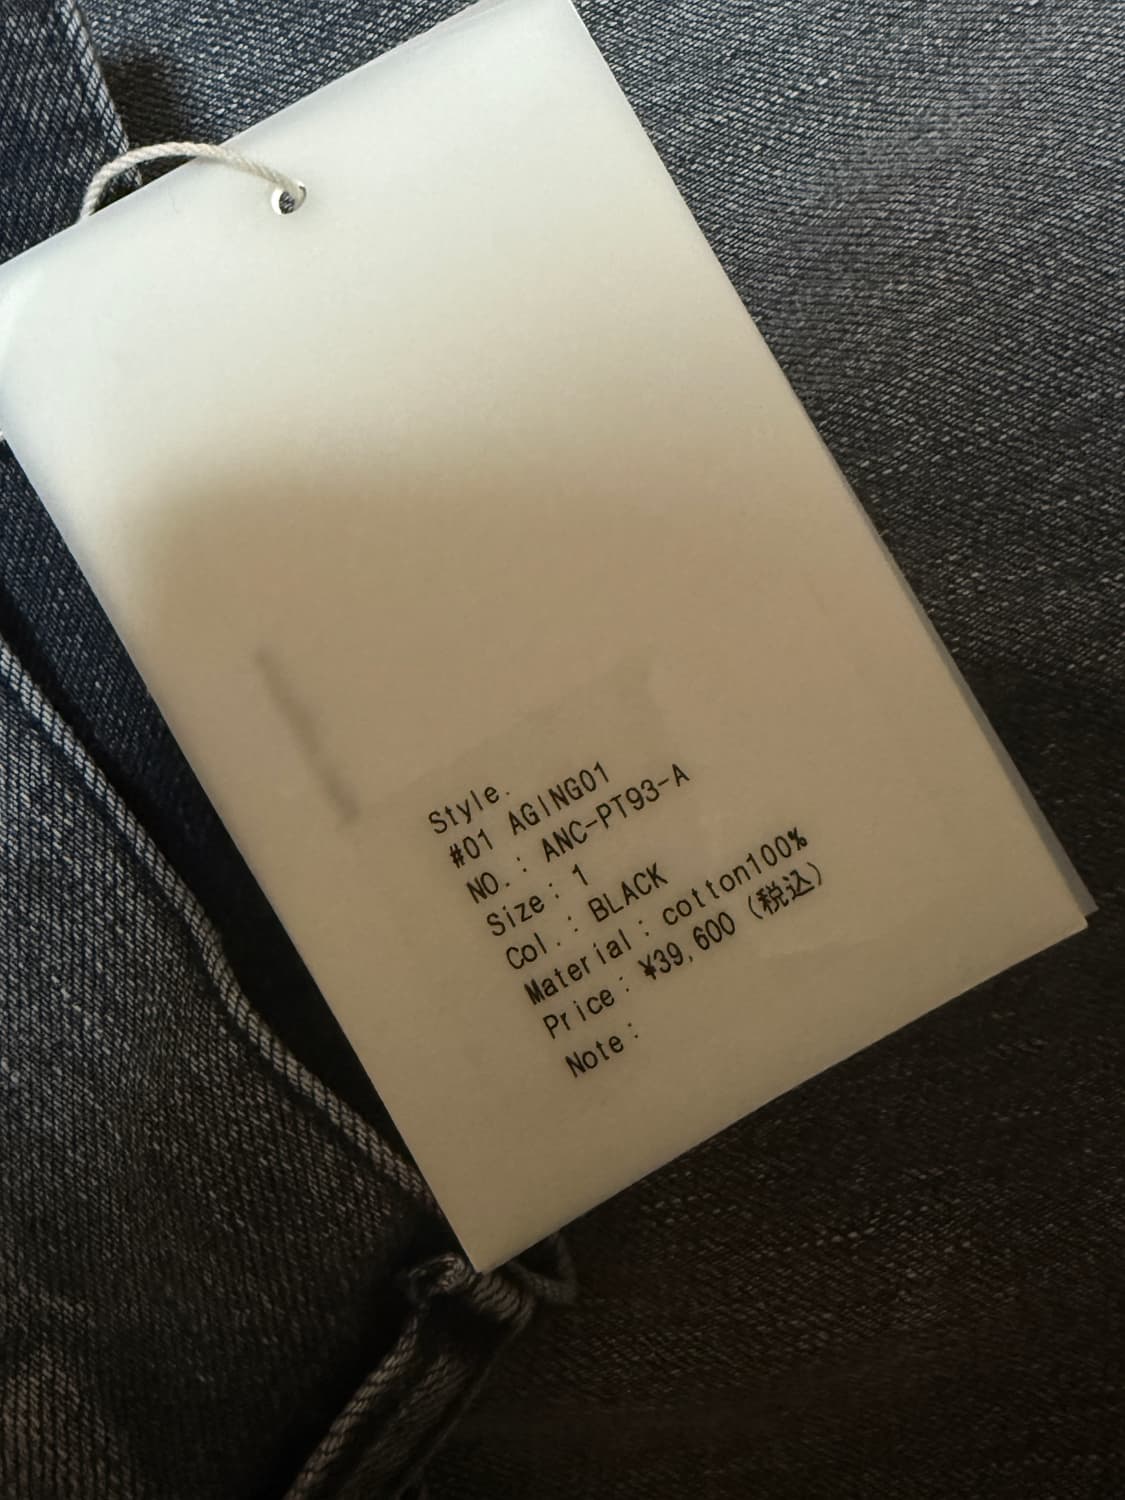 Style.
#01 AGING01
NO.: ANC-PT93-A
Size: 1
Col.: BLACK
Material: cotton100%
Price: ¥39,600 (税込)
Note: